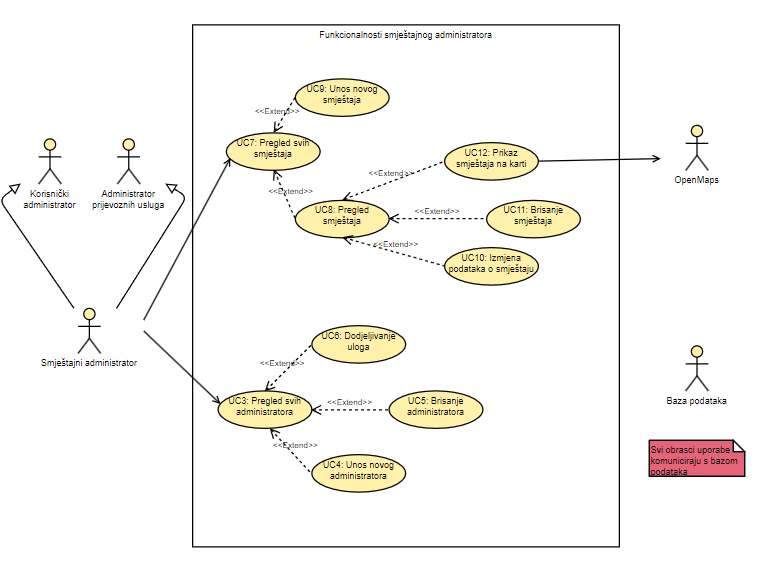 Funkcionalnosti smještajnog administratora
UC9: Unos novog
smještaja
<<Extend>>
UC7: Pregled svih
smještaja
UC12: Prikaz
smještaja na karti
<<Extend>>
OpenMaps
<<Extend>>
Korisnički
administrator
Administrator
prijevoznih usluga
UC8: Pregled
smještaja
<<Extend>>
UC11: Brisanje
smještaja
<<Extend>>
UC10: Izmjena
podataka o smještaju
Smještajni administrator
UC6: Dodjeljivanje
uloga
<<Extend>>
UC3: Pregled svih
administratora
<<Extend>>
UC5: Brisanje
administratora
<<Extend>>
UC4: Unos novog
administratora
Baza podataka
Svi obrasci uporabe
komuniciraju s bazom
podataka